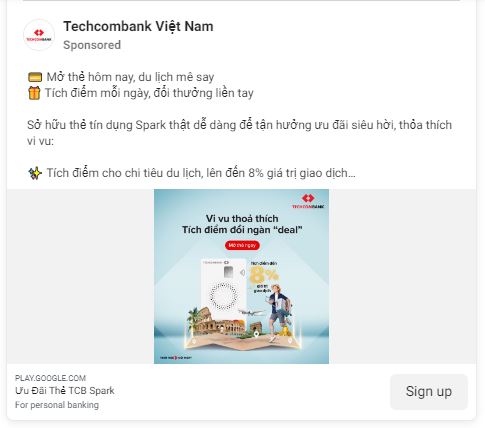 TECHCOMBANK
Techcombank Việt Nam
Sponsored
💳 Mở thẻ hôm nay, du lịch mê say
🎁 Tích điểm mỗi ngày, đổi thưởng liền tay
Sở hữu thẻ tín dụng Spark thật dễ dàng để tận hưởng ưu đãi siêu hời, thỏa thích
vi vu:
✨ Tích điểm cho chi tiêu du lịch, lên đến 8% giá trị giao dịch...
TECHCOMBANK
Vi vu thoả thích
Tích điểm đổi ngàn “deal”
Mở thẻ ngay
TECHCOMBANK
Tích điểm đến
8%
giá trị
giao dịch
PLAY.GOOGLE.COM
Ưu Đãi Thẻ TCB Spark
For personal banking
Sign up